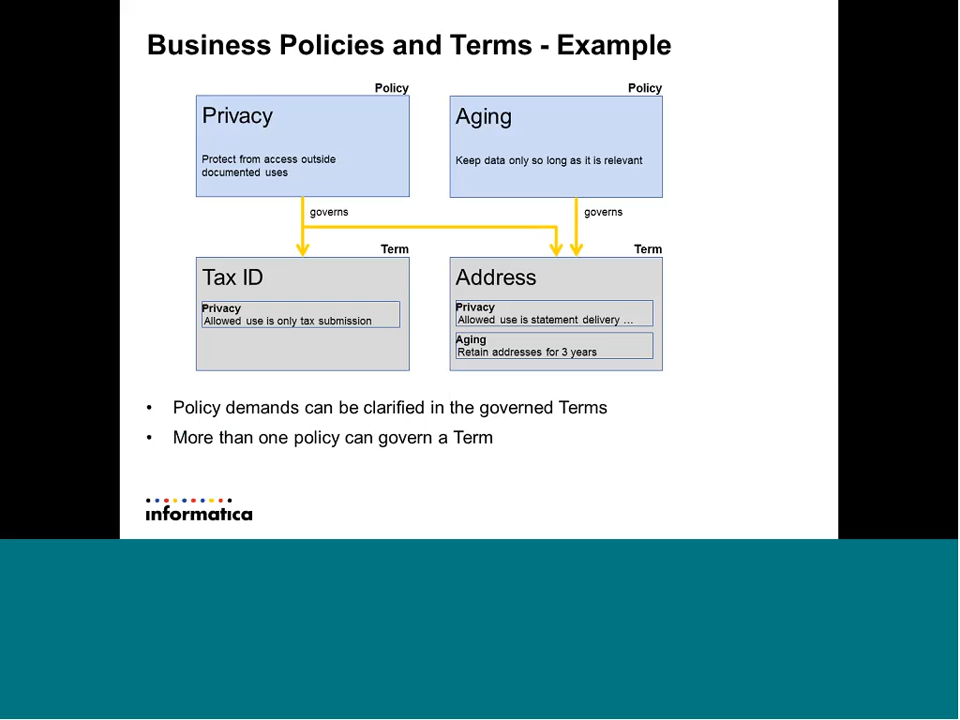 Business Policies and Terms - Example
Policy
Privacy
Protect from access outside
documented uses
Policy
Aging
Keep data only so long as it is relevant
governs
governs
Term
Tax ID
Privacy
Allowed use is only tax submission
Term
Address
Privacy
Allowed use is statement delivery ...
Aging
Retain addresses for 3 years
• Policy demands can be clarified in the governed Terms
• More than one policy can govern a Term
informatica